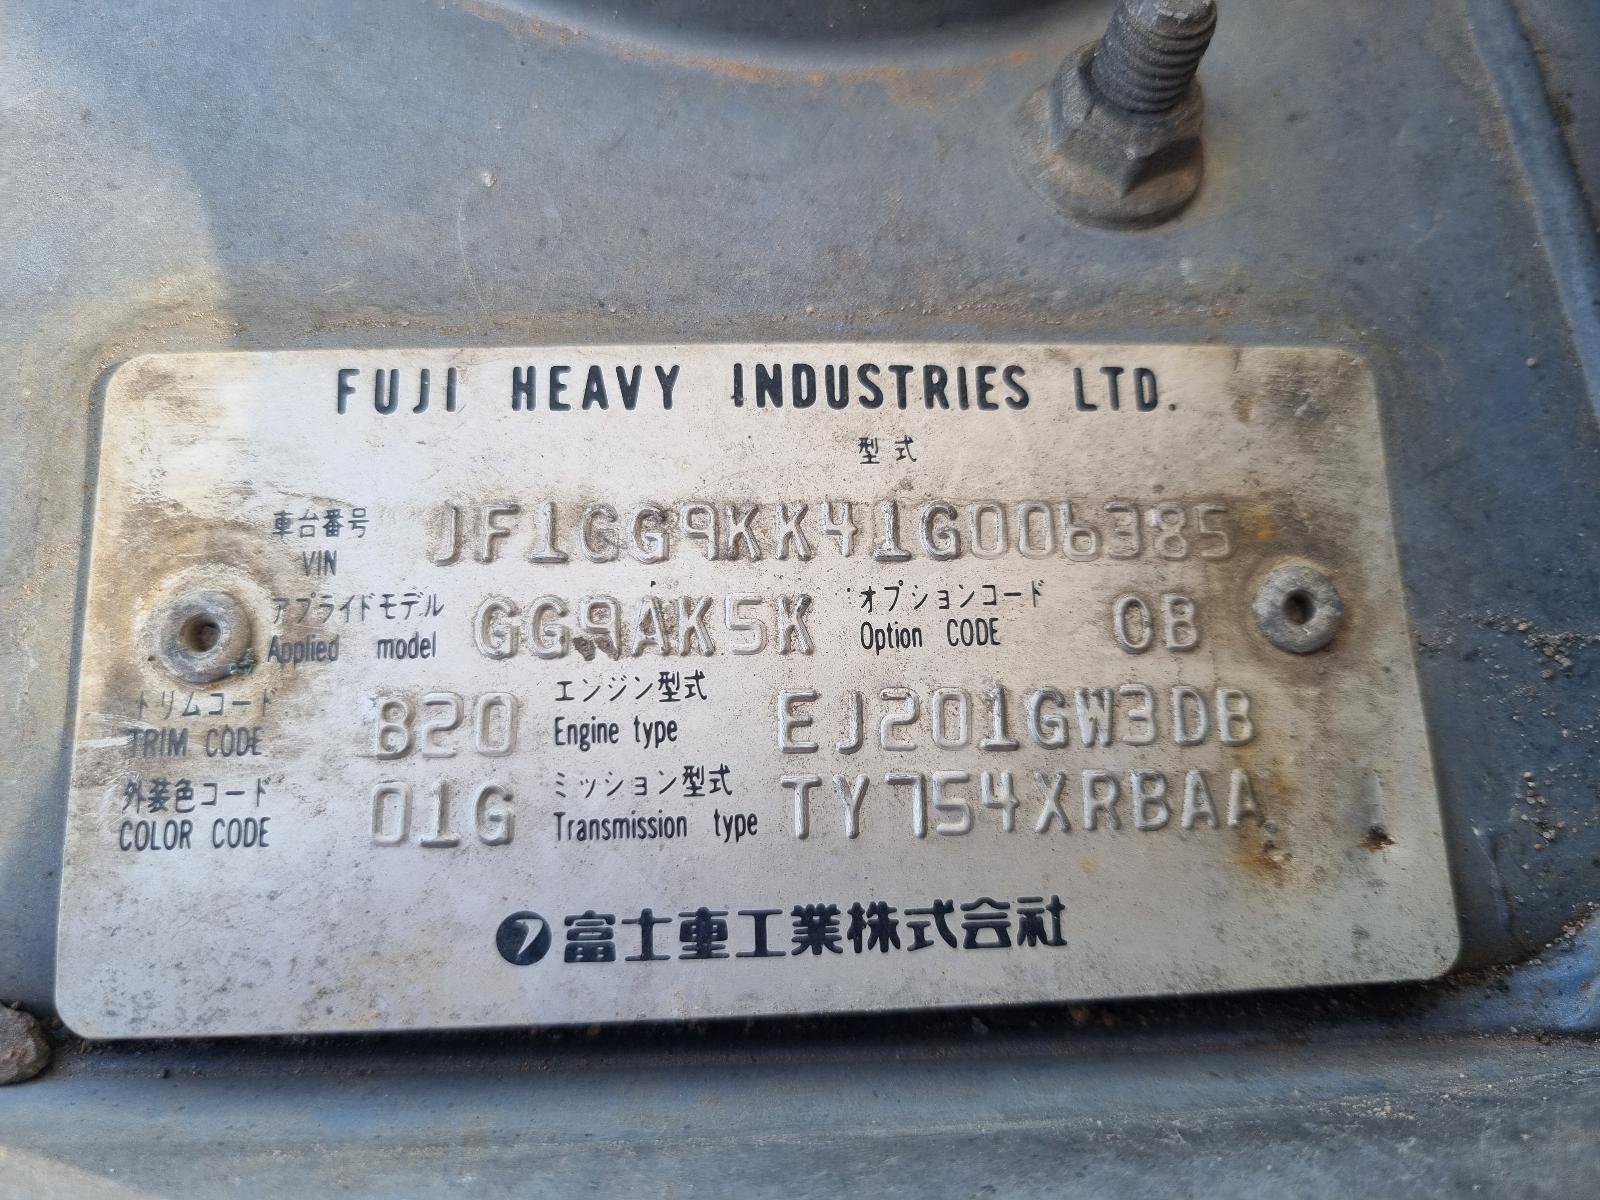 FUJI HEAVY INDUSTRIES LTD.
型式
車台番号
VIN JF1GG9KK41G006385
アプライドモデル オプションコード
Applied model GG9AK5K Option CODE OB
トリムコード エンジン型式
TRIM CODE B20 Engine type EJ201GW3DB
外装色コード ミッション型式
COLOR CODE 01G Transmission type TY754XRBAA
富士重工業株式会社